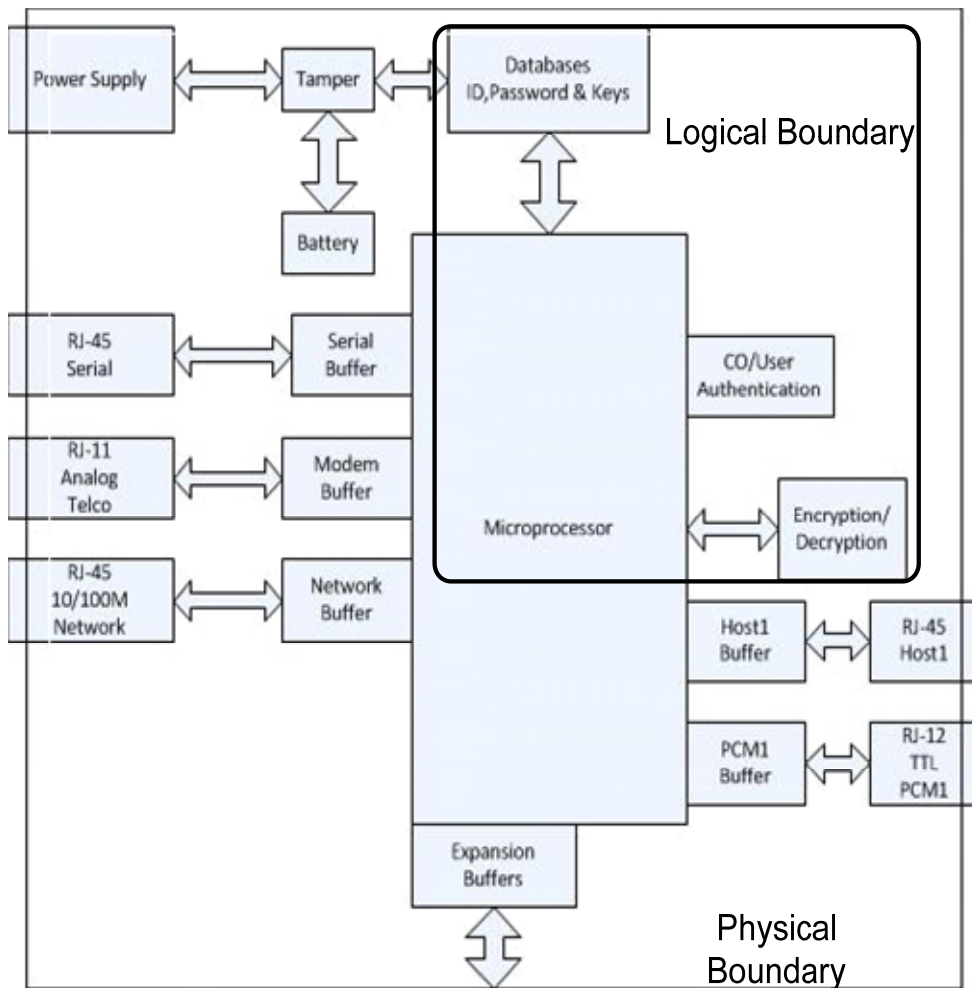 Power Supply
Tamper
Databases
ID,Password & Keys
Logical Boundary
Battery
RJ-45
Serial
Serial
Buffer
CO/User
Authentication
RJ-11
Analog
Telco
Modem
Buffer
Microprocessor
Encryption/
Decryption
RJ-45
10/100M
Network
Network
Buffer
Host1
Buffer
RJ-45
Host1
PCM1
Buffer
RJ-12
TTL
PCM1
Expansion
Buffers
Physical
Boundary